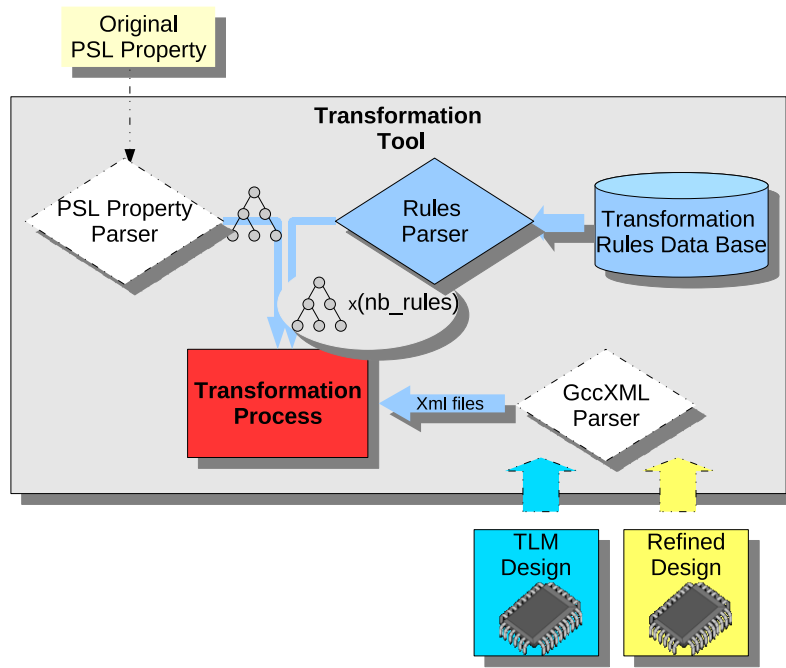 Original
PSL Property
Transformation
Tool
PSL Property
Parser
Rules
Parser
Transformation
Rules Data Base
x(nb_rules)
Transformation
Process
Xml files
GccXML
Parser
TLM
Design
Refined
Design